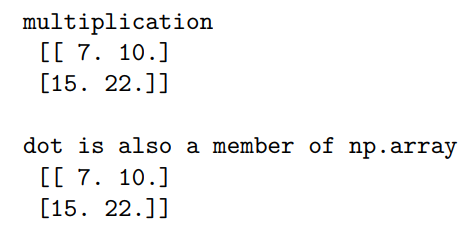 multiplication
[[ 7. 10.]
[15. 22.]]
dot is also a member of np.array
[[ 7. 10.]
[15. 22.]]